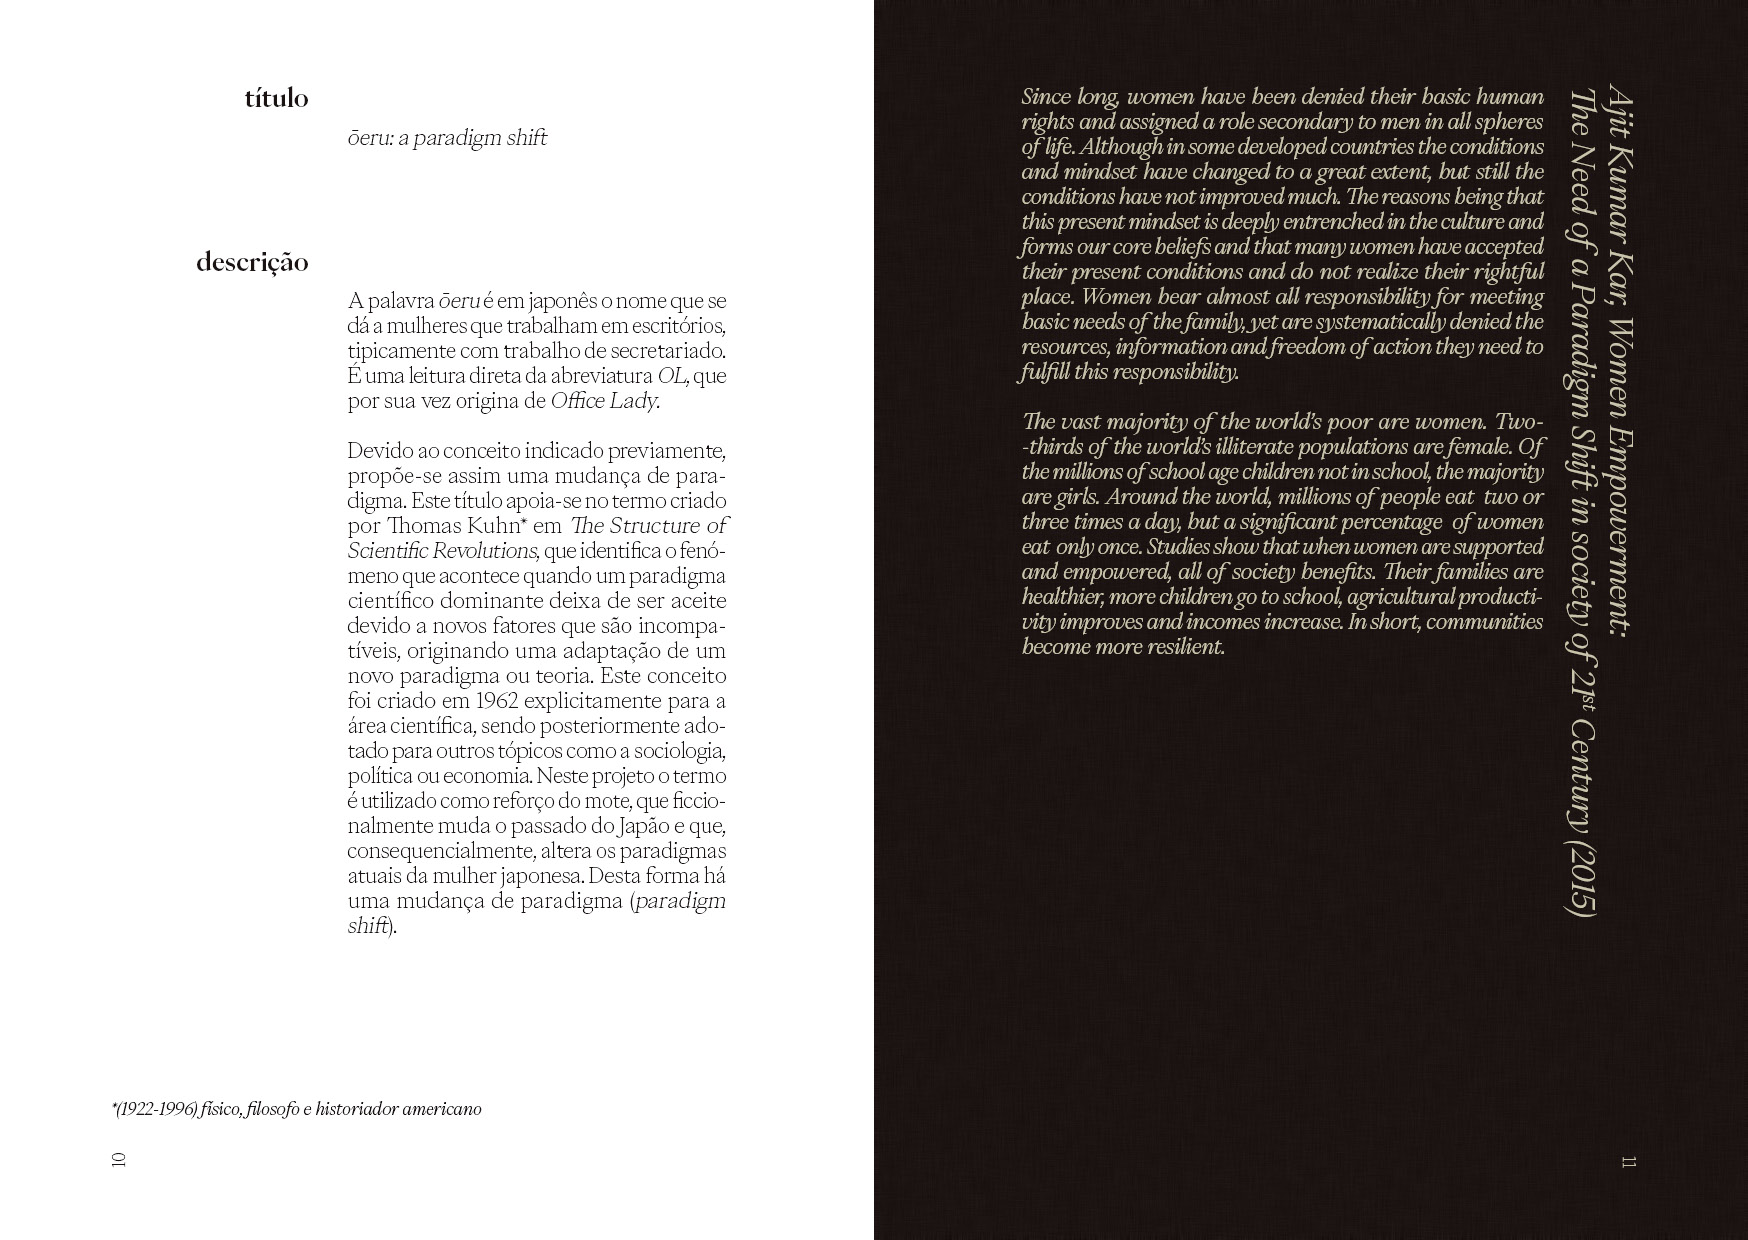 título
ōeru: a paradigm shift
descrição
A palavra ōeru é em japonês o nome que se
dá a mulheres que trabalham em escritórios,
tipicamente com trabalho de secretariado.
É uma leitura direta da abreviatura OL, que
por sua vez origina de Office Lady.
Devido ao conceito indicado previamente,
propõe-se assim uma mudança de para-
digma. Este título apoia-se no termo criado
por Thomas Kuhn* em The Structure of
Scientific Revolutions, que identifica o fenó-
meno que acontece quando um paradigma
científico dominante deixa de ser aceite
devido a novos fatores que são incompa-
tíveis, originando uma adaptação de um
novo paradigma ou teoria. Este conceito
foi criado em 1962 explicitamente para a
área científica, sendo posteriormente ado-
tado para outros tópicos como a sociologia,
política ou economia. Neste projeto o termo
é utilizado como reforço do mote, que ficcio-
nalmente muda o passado do Japão e que,
consequencialmente, altera os paradigmas
atuais da mulher japonesa. Desta forma há
uma mudança de paradigma (paradigm
shift).
*(1922-1996) físico, filosofo e historiador americano
10
Since long, women have been denied their basic human
rights and assigned a role secondary to men in all spheres
of life. Although in some developed countries the conditions
and mindset have changed to a great extent, but still the
conditions have not improved much. The reasons being that
this present mindset is deeply entrenched in the culture and
forms our core beliefs and that many women have accepted
their present conditions and do not realize their rightful
place. Women bear almost all responsibility for meeting
basic needs of the family, yet are systematically denied the
resources, information and freedom of action they need to
fulfill this responsibility.
The vast majority of the world's poor are women. Two-
-thirds of the world's illiterate populations are female. Of
the millions of school age children not in school, the majority
are girls. Around the world, millions of people eat two or
three times a day, but a significant percentage of women
eat only once. Studies show that when women are supported
and empowered, all of society benefits. Their families are
healthier, more children go to school, agricultural producti-
vity improves and incomes increase. In short, communities
become more resilient.
Ajit Kumar Kar, Women Empowerment:
The Need of a Paradigm Shift in society of 21st Century (2015)
11